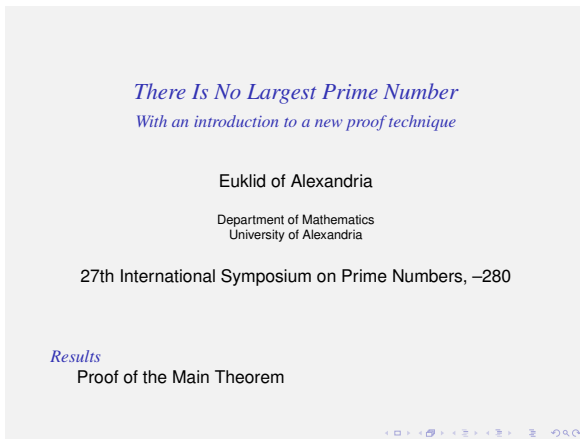 There Is No Largest Prime Number
With an introduction to a new proof technique
Euklid of Alexandria
Department of Mathematics
University of Alexandria
27th International Symposium on Prime Numbers, –280
Results
Proof of the Main Theorem